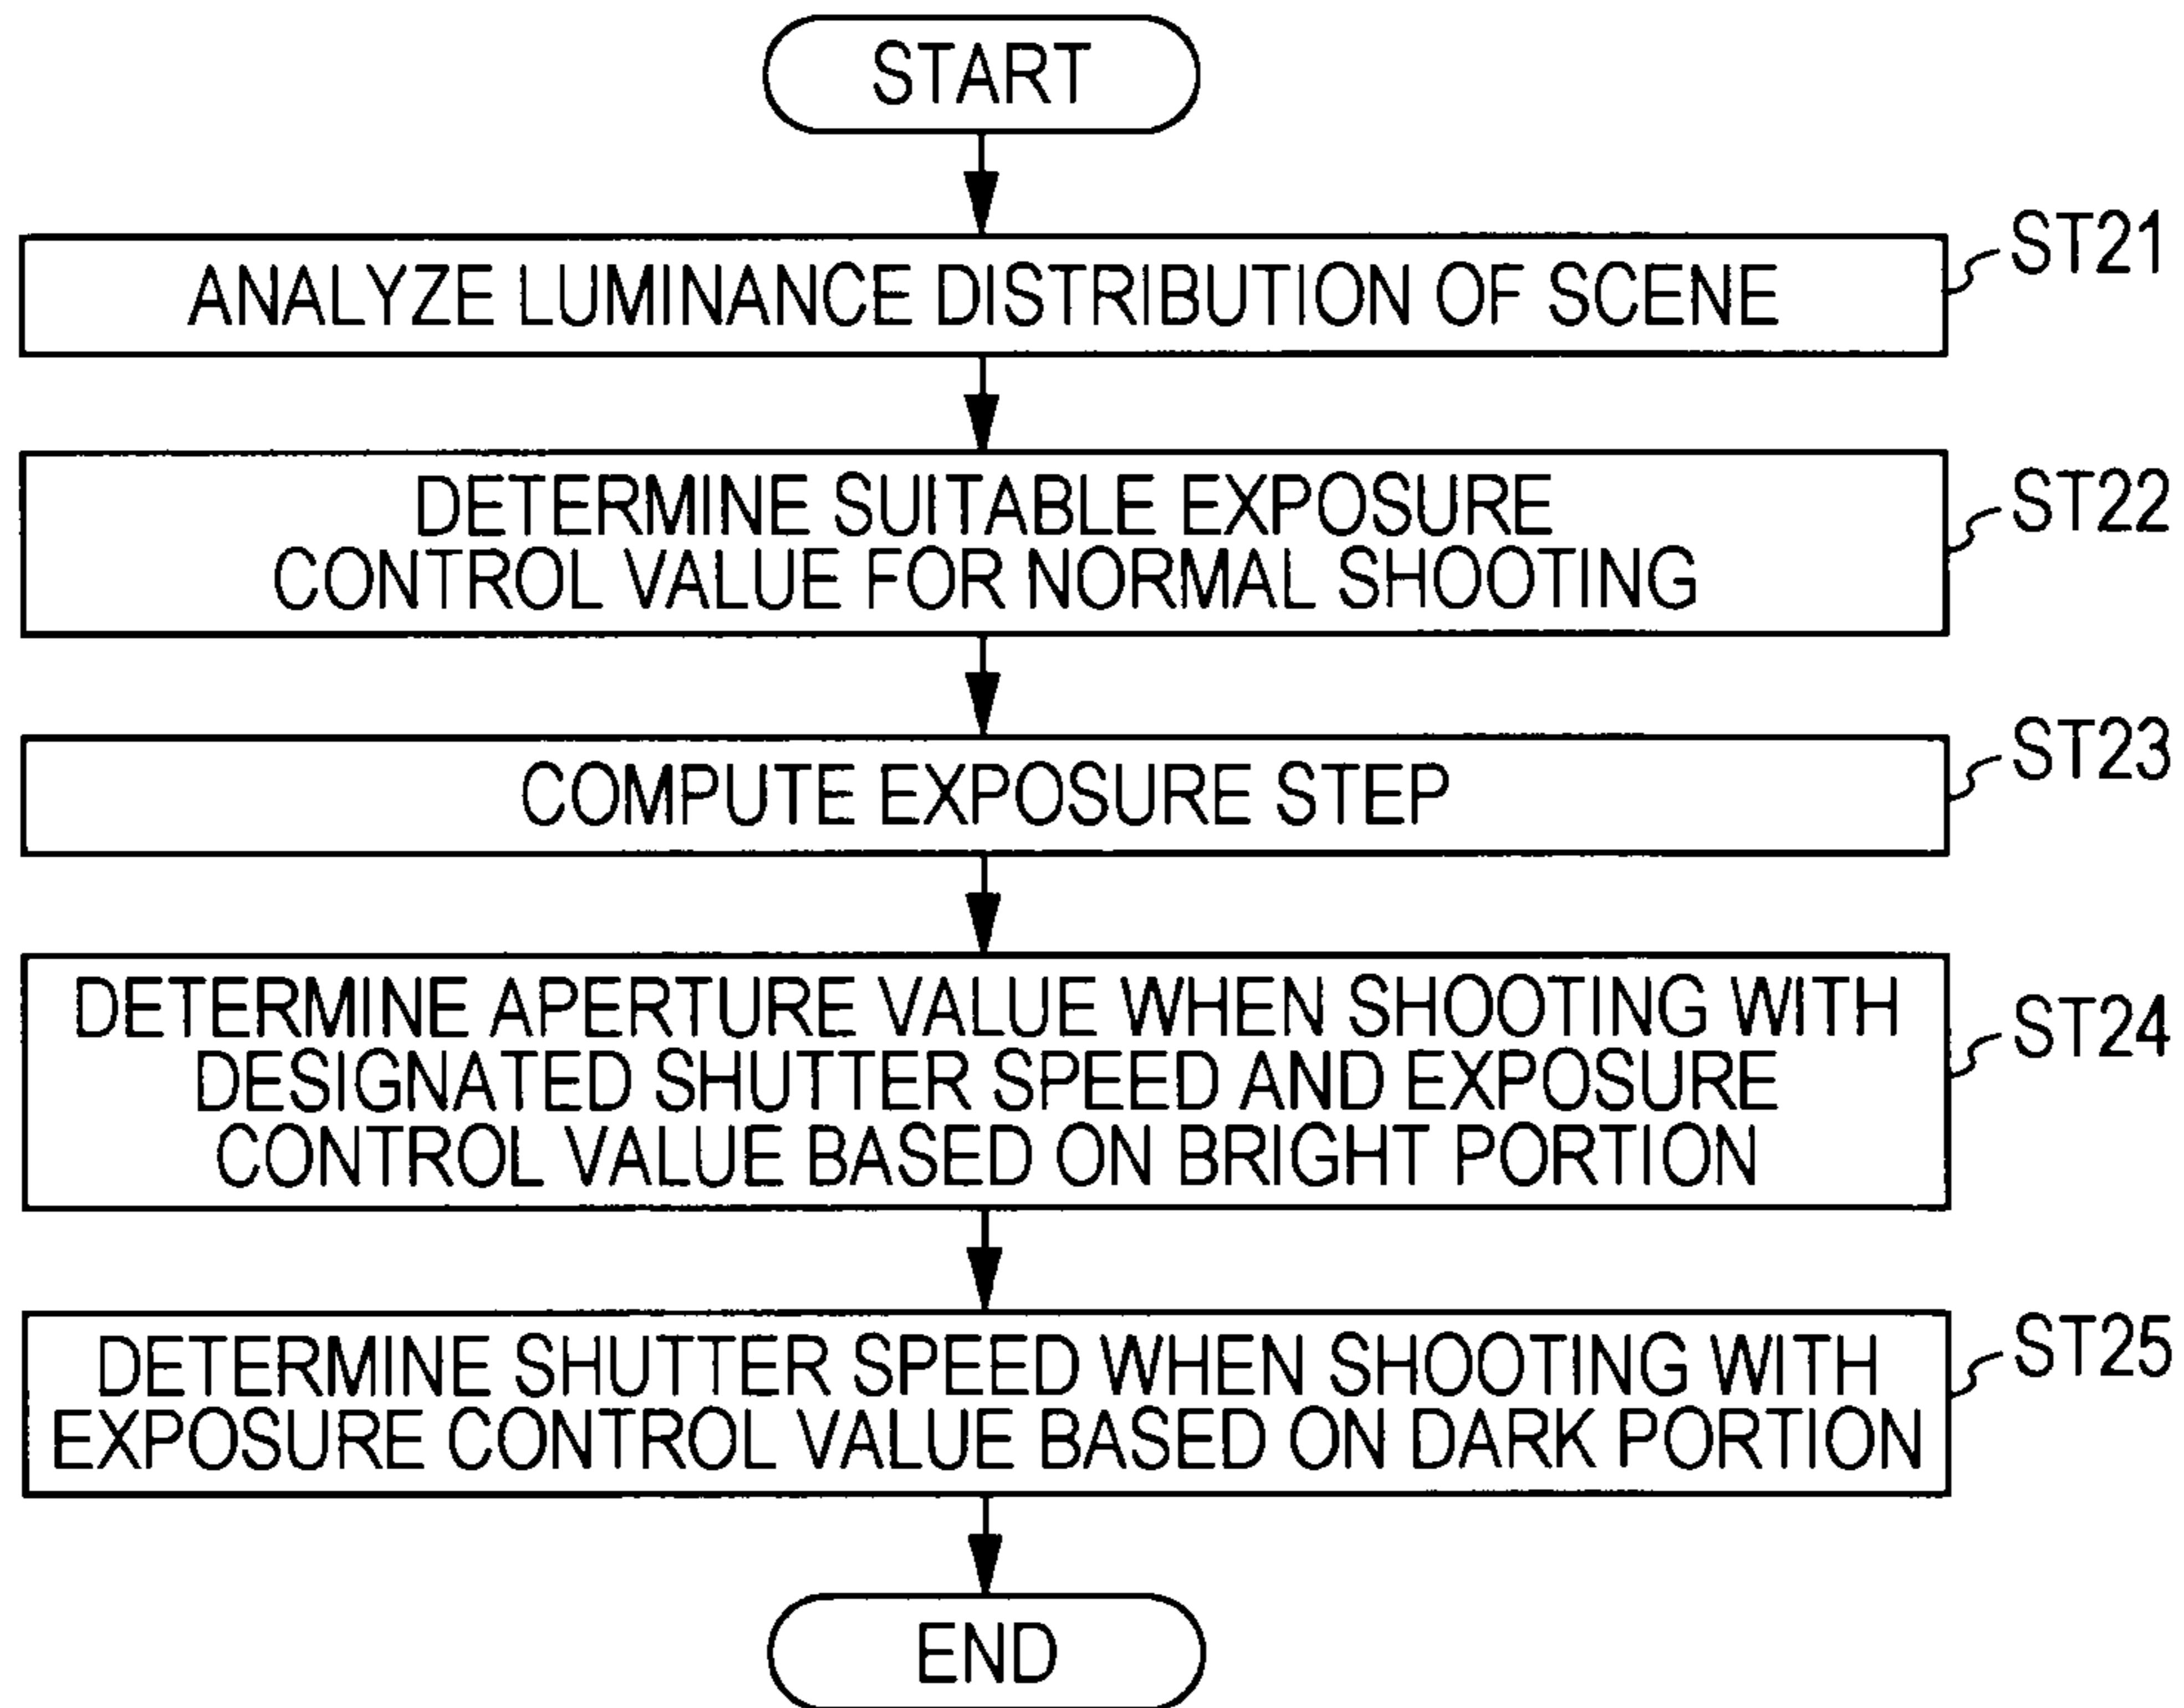 START
ANALYZE LUMINANCE DISTRIBUTION OF SCENE
ST21
DETERMINE SUITABLE EXPOSURE
CONTROL VALUE FOR NORMAL SHOOTING
ST22
COMPUTE EXPOSURE STEP
ST23
DETERMINE APERTURE VALUE WHEN SHOOTING WITH
DESIGNATED SHUTTER SPEED AND EXPOSURE
CONTROL VALUE BASED ON BRIGHT PORTION
ST24
DETERMINE SHUTTER SPEED WHEN SHOOTING WITH
EXPOSURE CONTROL VALUE BASED ON DARK PORTION
ST25
END